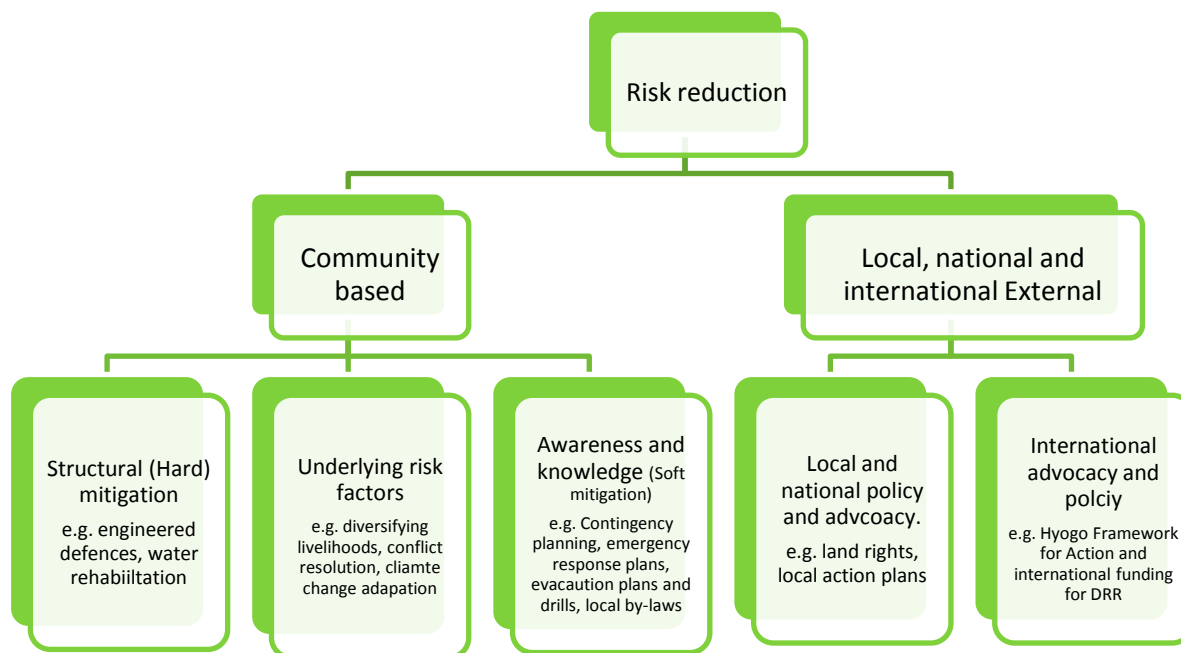 Risk reduction
Community
based
Local, national and
international External
Structural (Hard)
mitigation
e.g. engineered
defences, water
rehabiiltation
Underlying risk
factors
e.g. diversifying
livelihoods, conflict
resolution, cliamte
change adapation
Awareness and
knowledge (Soft
mitigation)
e.g. Contingency
planning, emergency
response plans,
evacaution plans and
drills, local by-laws
Local and
national policy
and advcoacy.
e.g. land rights,
local action plans
International
advocacy and
polciy
e.g. Hyogo Framework
for Action and
international funding
for DRR